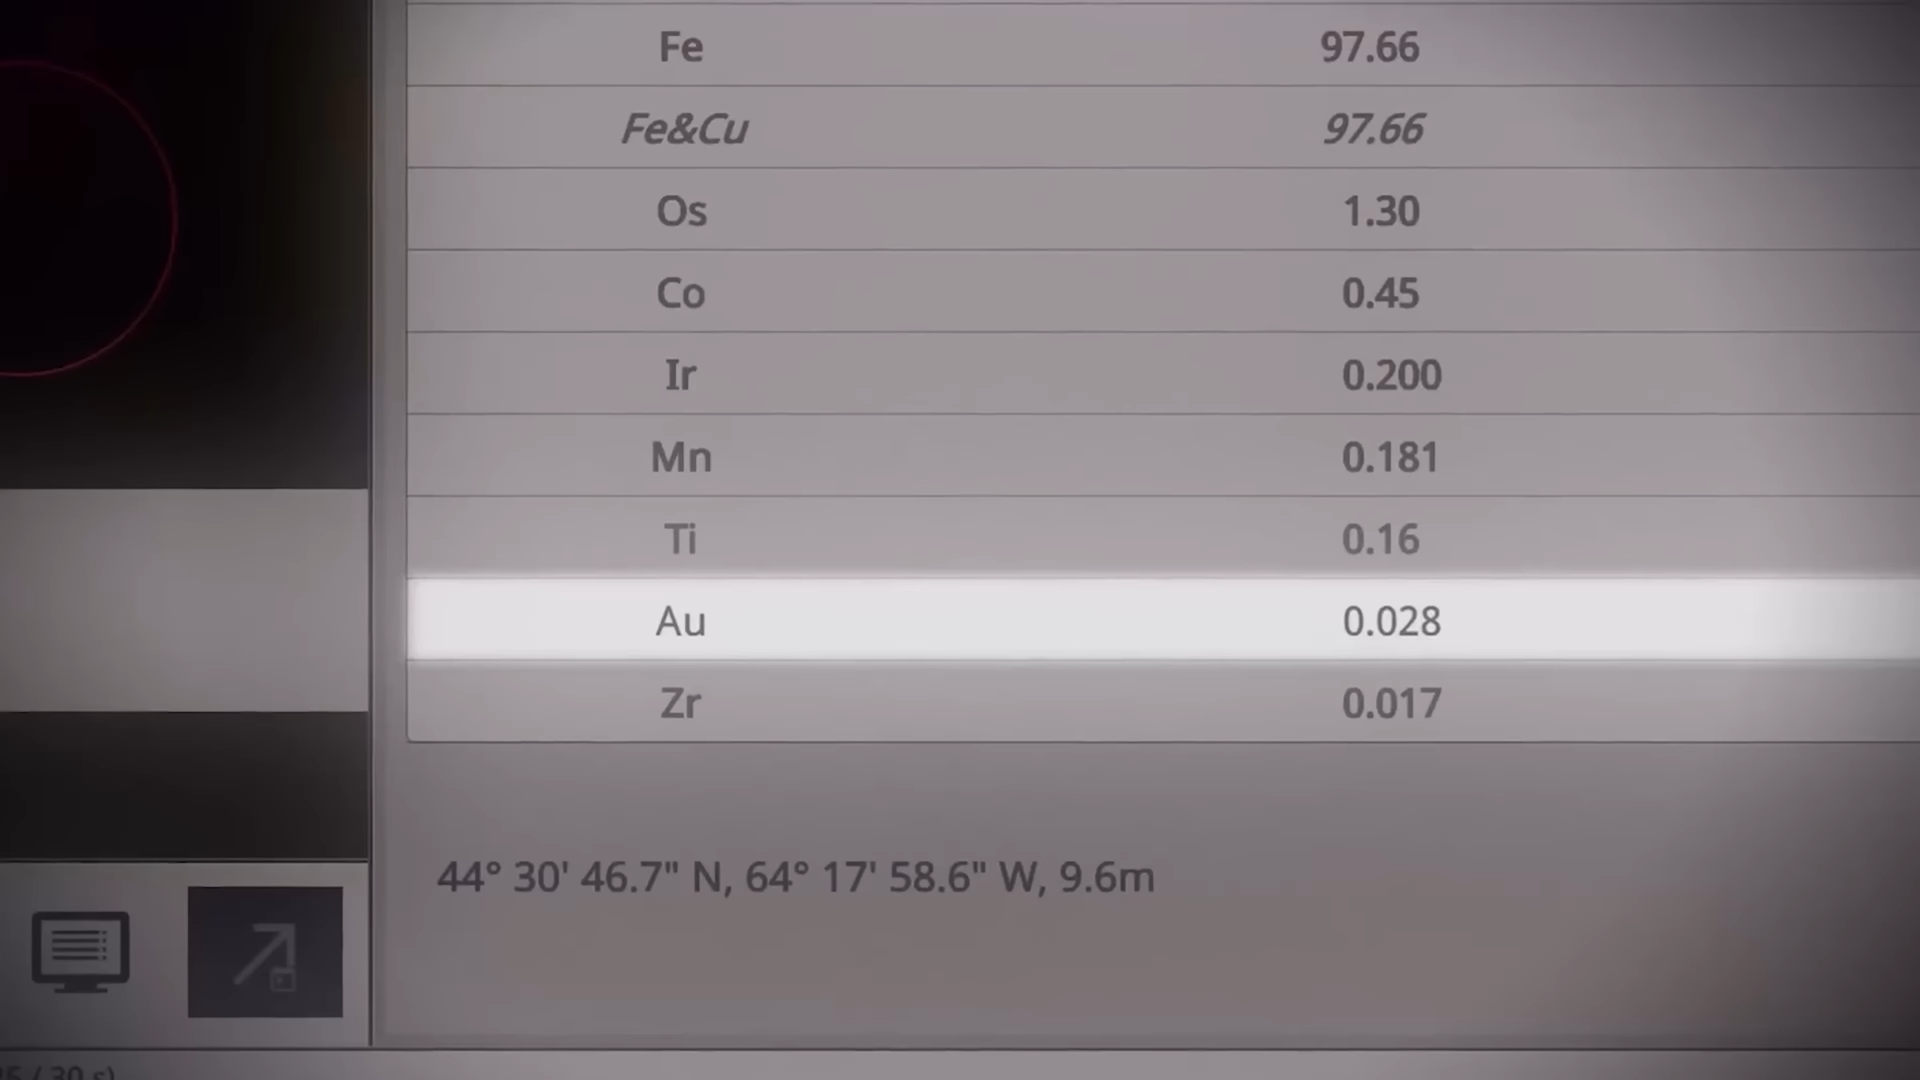 Fe 97.66
Fe&Cu 97.66
Os 1.30
Co 0.45
Ir 0.200
Mn 0.181
Ti 0.16
Au 0.028
Zr 0.017
44° 30' 46.7" N, 64° 17' 58.6" W, 9.6m
/ 30 s)